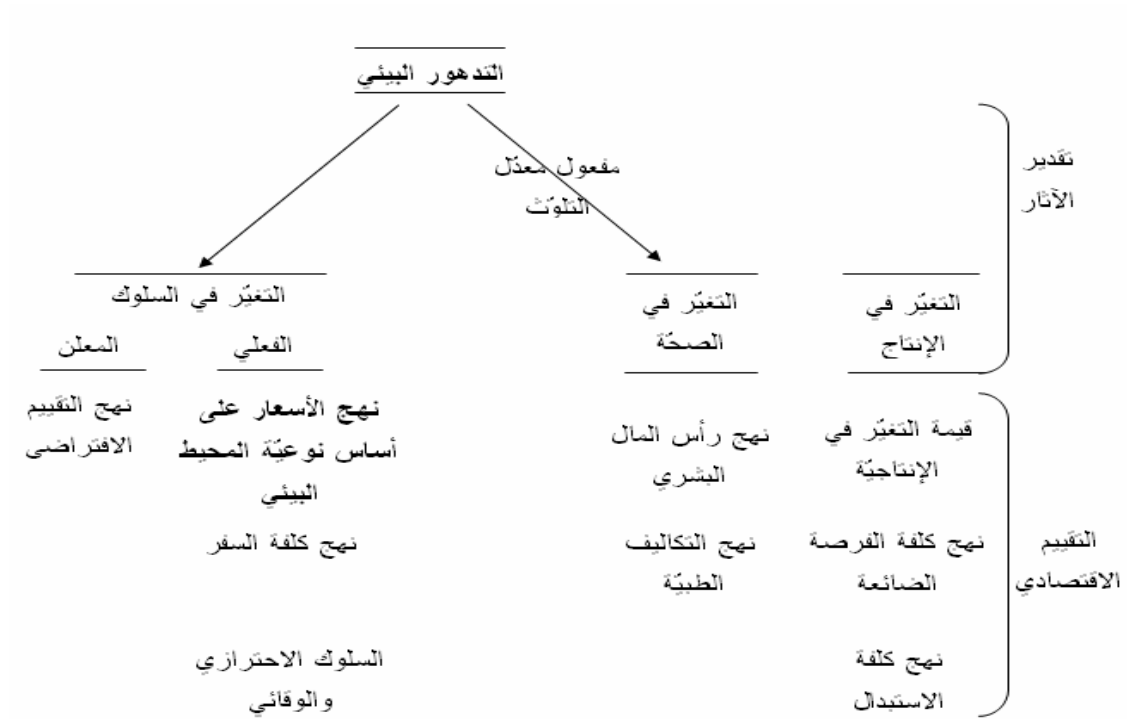 التدهور البيئي
مفعول معدّل
التلوّث
تقدير
الآثار
التغيّر في
الإنتاج
التغيّر في
الصحّة
التغيّر في السلوك
الفعلي
المعلن
قيمة التغيّر في
الإنتاجيّة
نهج كلفة الفرصة
الضائعة
نهج كلفة
الاستبدال
نهج رأس المال
البشري
نهج التكاليف
الطبيّة
نهج الأسعار على
أساس نوعيّة المحيط
البيئي
نهج كلفة السفر
السلوك الاحترازي
والوقائي
نهج التقييم
الافتراضي
التقييم
الاقتصادي